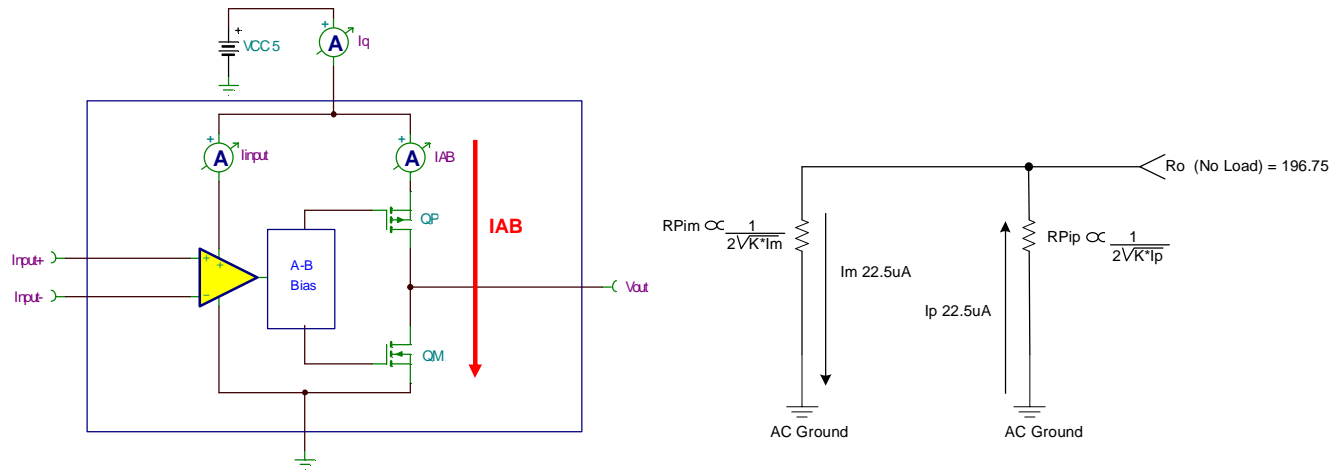 +
VCC 5
+
A
Iq
+
A
Iinput
+
A
IAB
QP
IAB
Input+
Input-
+
+
-
A-B
Bias
Vout
QM
Ro (No Load) = 196.75
RPim ∝ 1
2√K*Im
RPip ∝ 1
2√K*Ip
Im 22.5uA
Ip 22.5uA
AC Ground
AC Ground